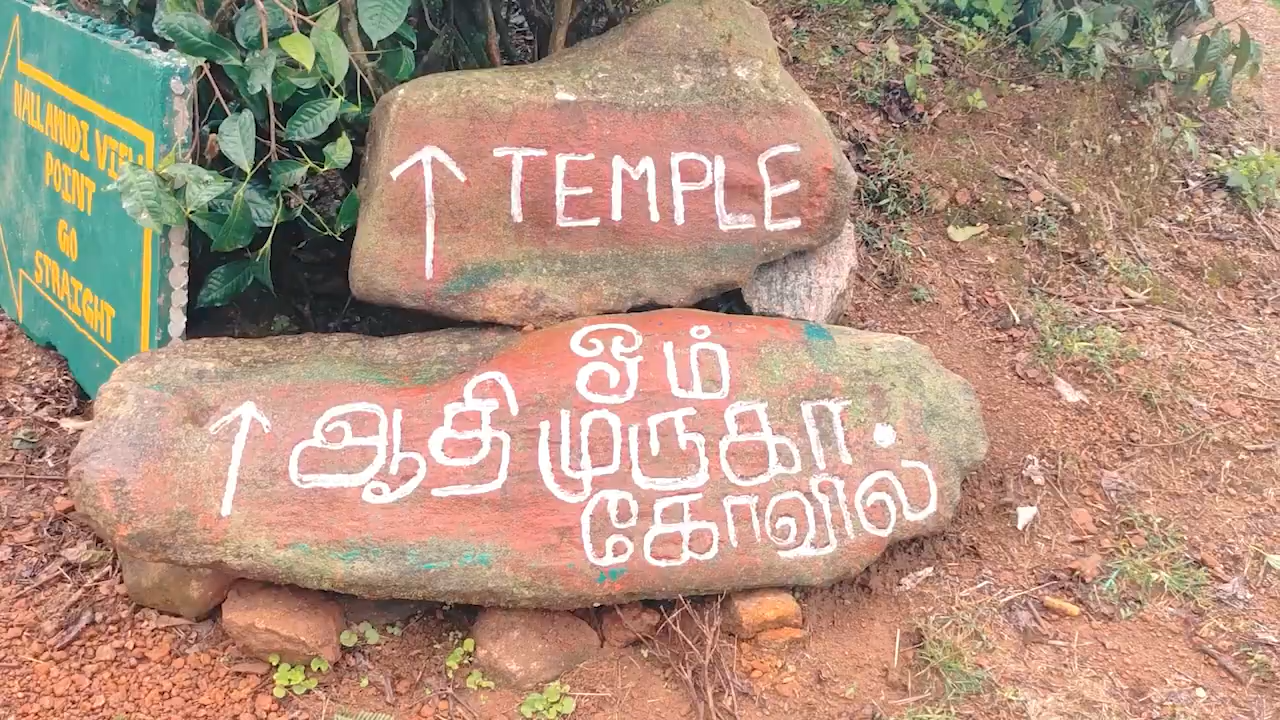 NALLAMUDI VIEW
POINT
GO
STRAIGHT
↑ TEMPLE
ஓம்
↑ ஆதி முருகா
கோவில்